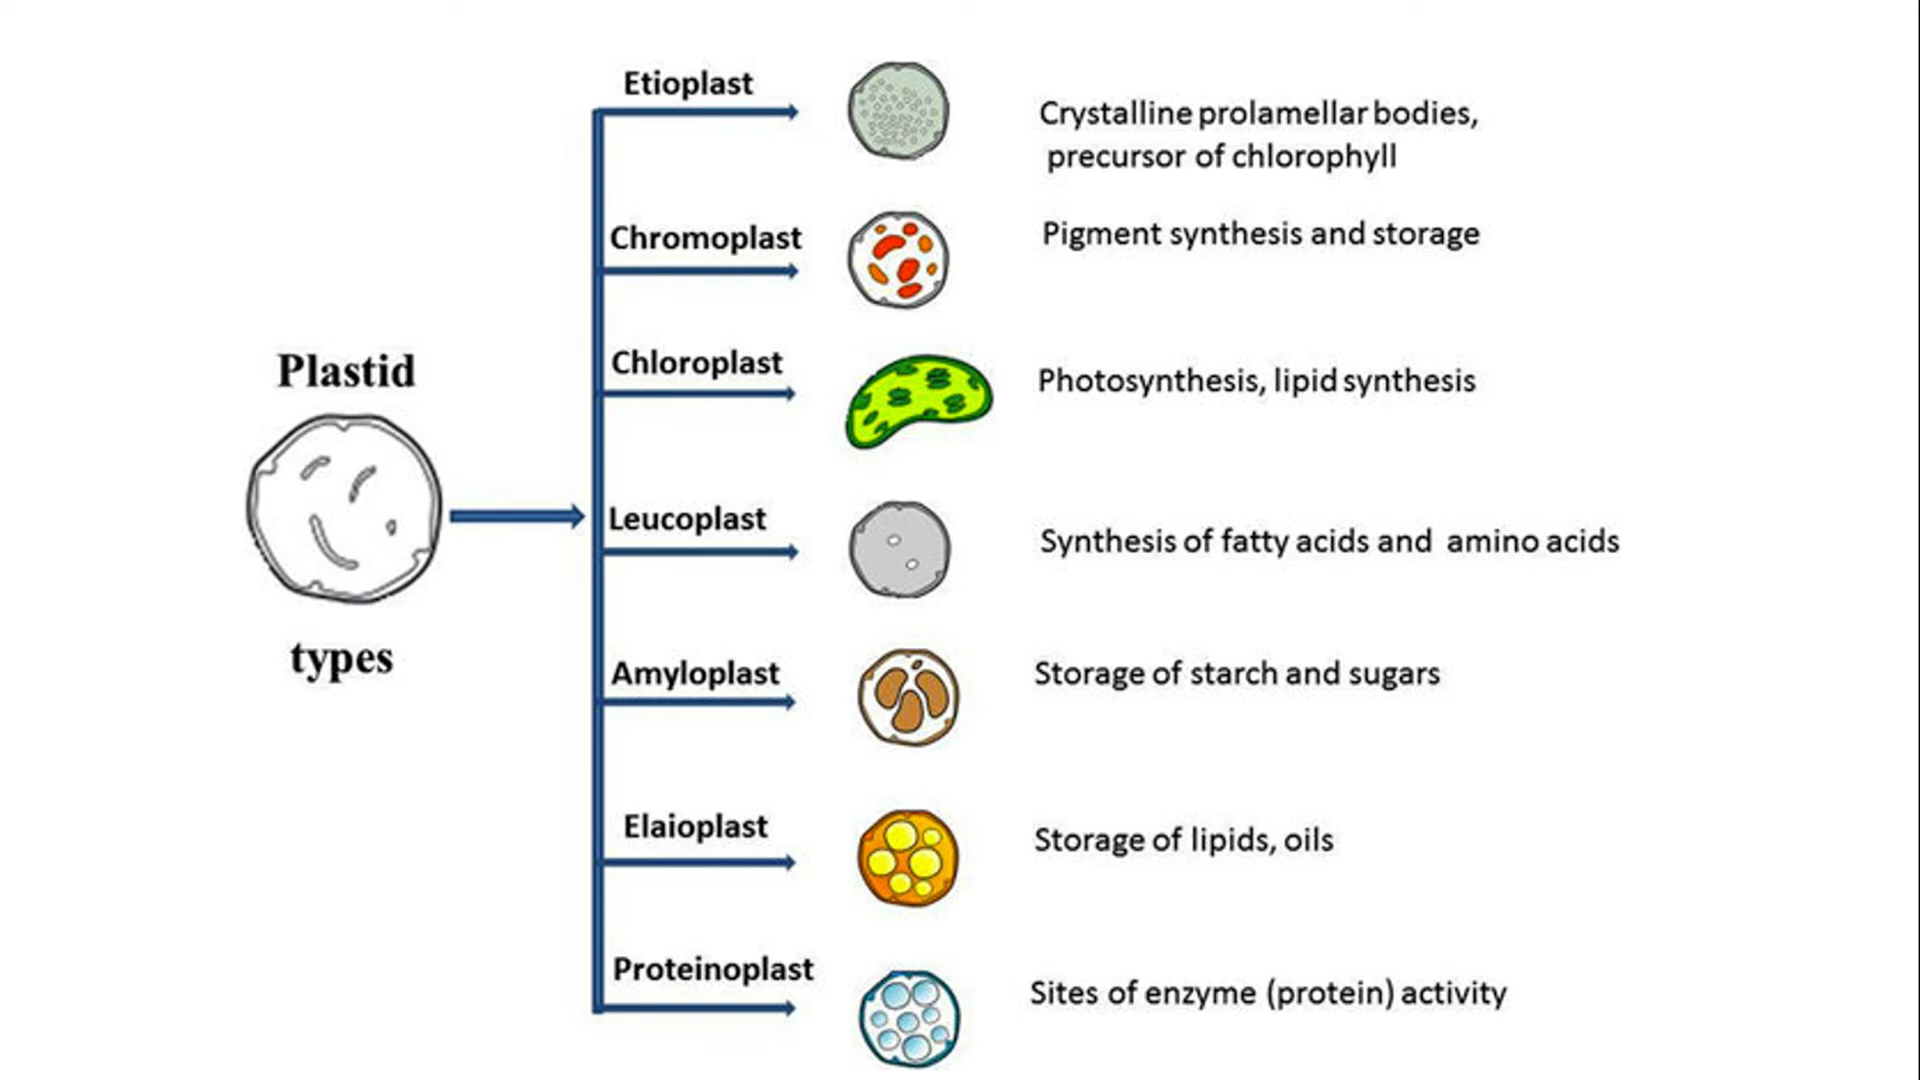 Plastid
types
Etioplast
Crystalline prolamellar bodies,
precursor of chlorophyll
Chromoplast
Pigment synthesis and storage
Chloroplast
Photosynthesis, lipid synthesis
Leucoplast
Synthesis of fatty acids and amino acids
Amyloplast
Storage of starch and sugars
Elaioplast
Storage of lipids, oils
Proteinoplast
Sites of enzyme (protein) activity